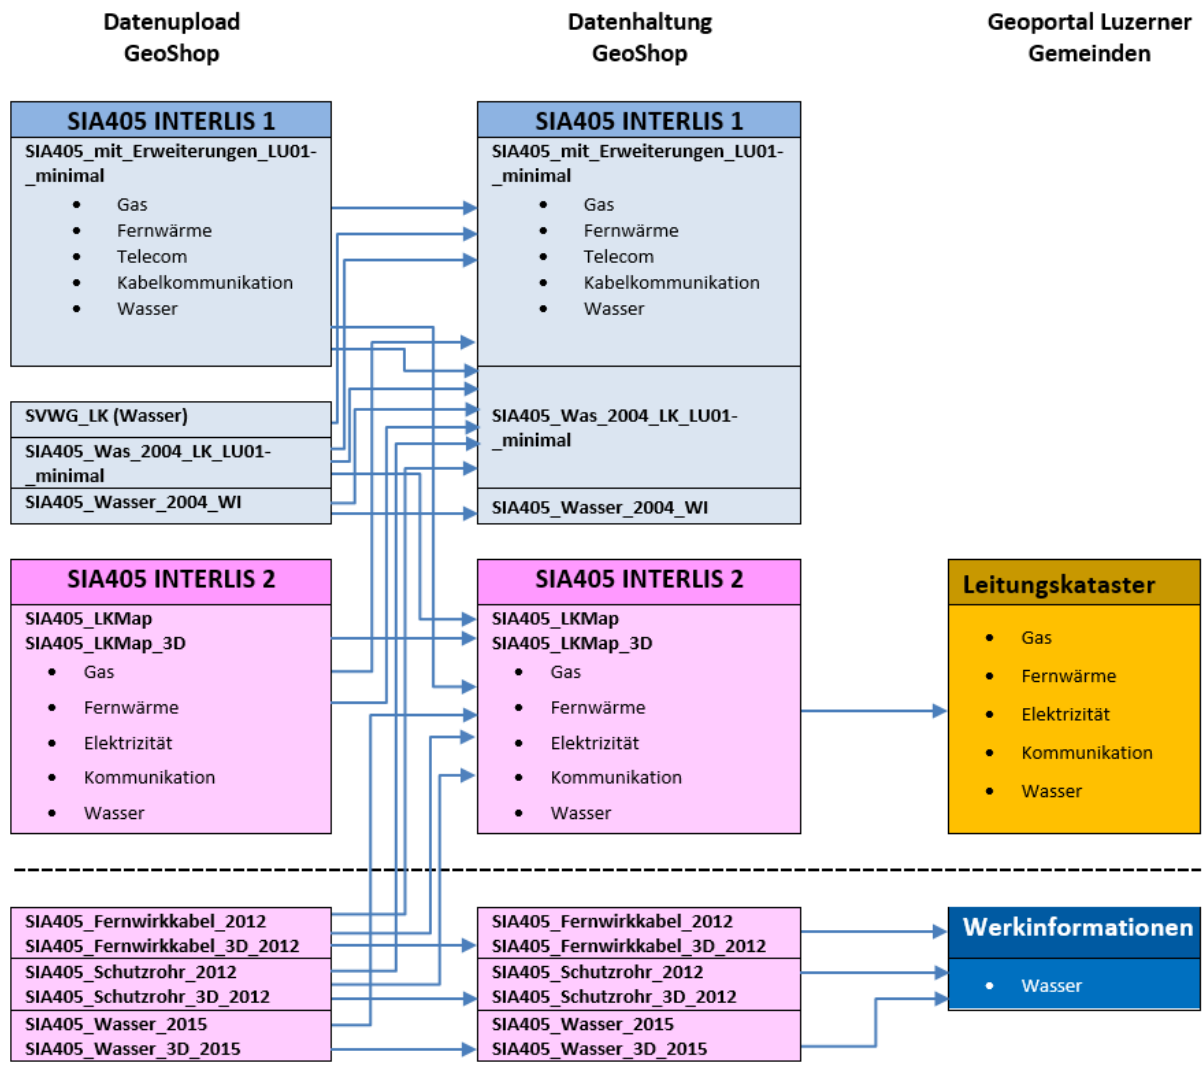 Datenupload
GeoShop
Datenhaltung
GeoShop
Geoportal Luzerner
Gemeinden
SIA405 INTERLIS 1
SIA405_mit_Erweiterungen_LU01-
_minimal
• Gas
• Fernwärme
• Telecom
• Kabelkommunikation
• Wasser
SVWG_LK (Wasser)
SIA405_Was_2004_LK_LU01-
_minimal
SIA405_Wasser_2004_WI
SIA405 INTERLIS 1
SIA405_mit_Erweiterungen_LU01-
_minimal
• Gas
• Fernwärme
• Telecom
• Kabelkommunikation
• Wasser
SIA405_Was_2004_LK_LU01-
_minimal
SIA405_Wasser_2004_WI
SIA405 INTERLIS 2
SIA405_LKMap
SIA405_LKMap_3D
• Gas
• Fernwärme
• Elektrizität
• Kommunikation
• Wasser
SIA405 INTERLIS 2
SIA405_LKMap
SIA405_LKMap_3D
• Gas
• Fernwärme
• Elektrizität
• Kommunikation
• Wasser
Leitungskataster
• Gas
• Fernwärme
• Elektrizität
• Kommunikation
• Wasser
SIA405_Fernwirkkabel_2012
SIA405_Fernwirkkabel_3D_2012
SIA405_Schutzrohr_2012
SIA405_Schutzrohr_3D_2012
SIA405_Wasser_2015
SIA405_Wasser_3D_2015
SIA405_Fernwirkkabel_2012
SIA405_Fernwirkkabel_3D_2012
SIA405_Schutzrohr_2012
SIA405_Schutzrohr_3D_2012
SIA405_Wasser_2015
SIA405_Wasser_3D_2015
Werkinformationen
• Wasser